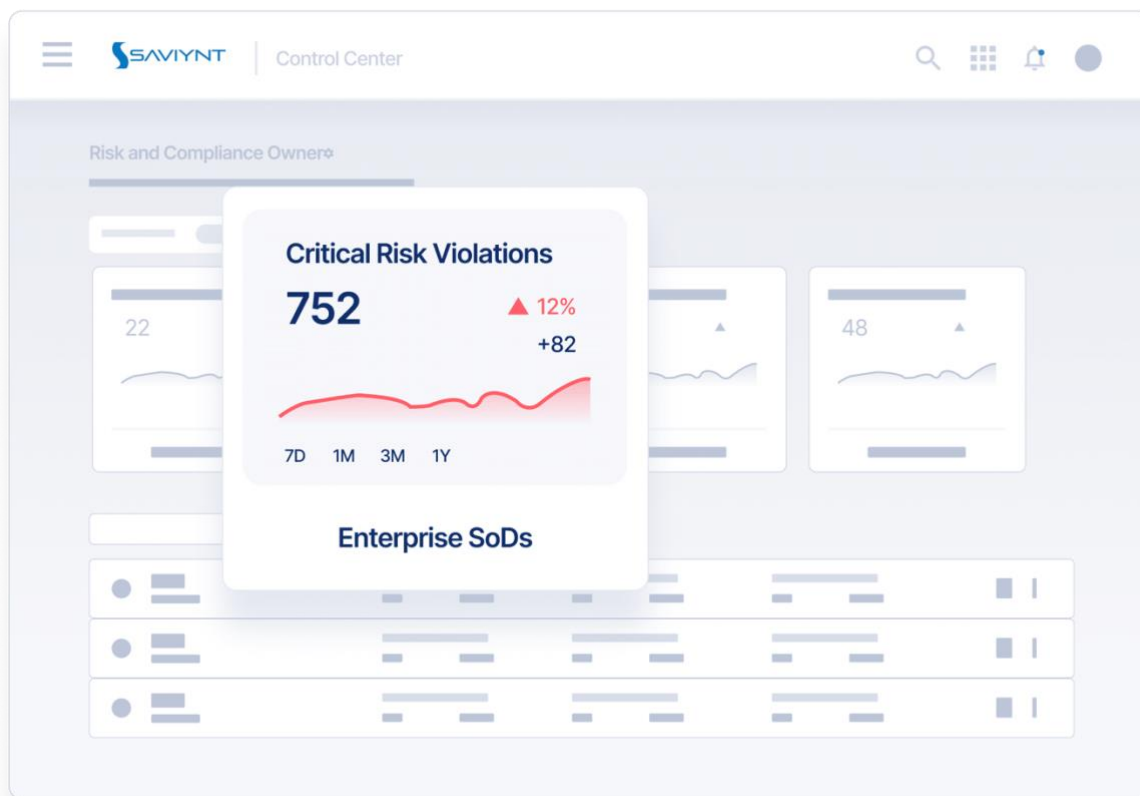 SAVIYNT
Control Center
Risk and Compliance Owner
Critical Risk Violations
752
12%
+82
7D 1M 3M 1Y
Enterprise SoDs
22
48